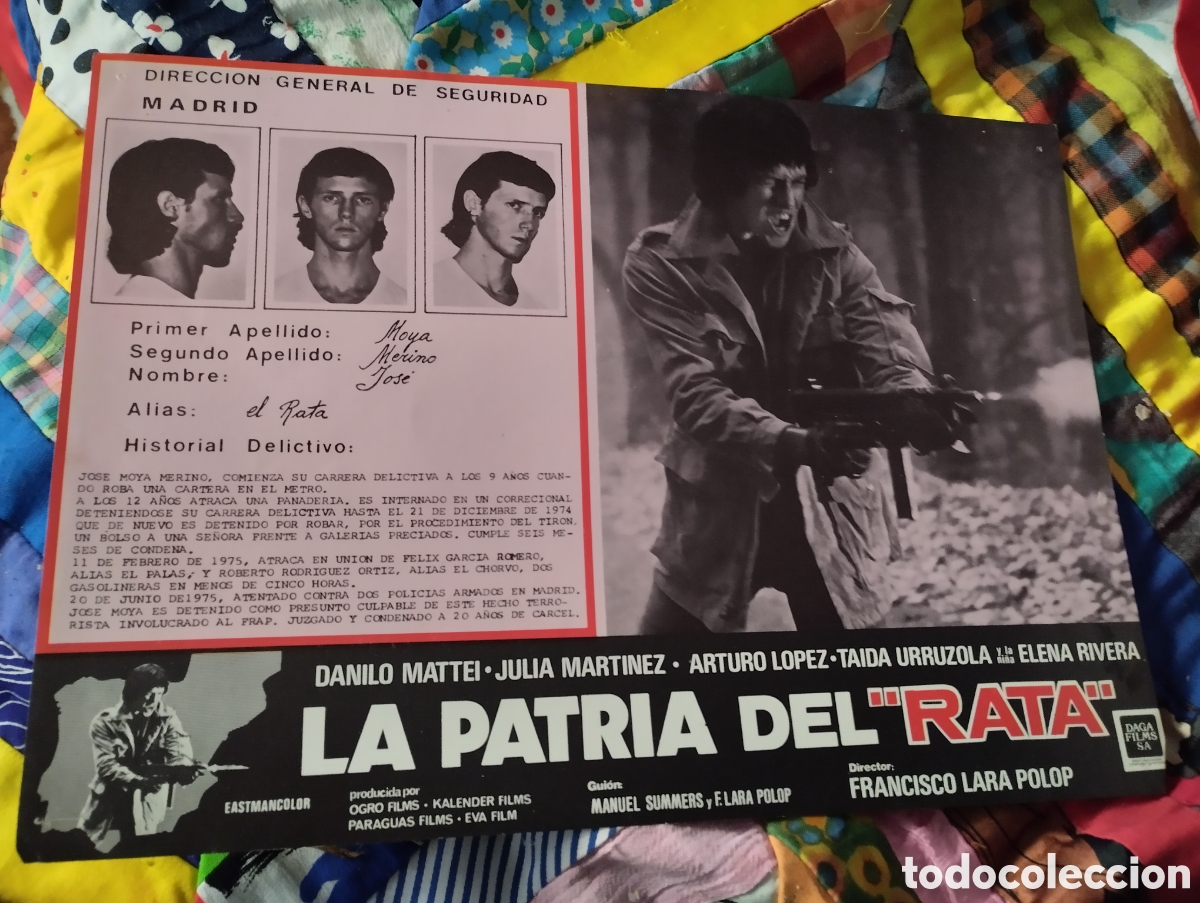 DIRECCION GENERAL DE SEGURIDAD
MADRID
Primer Apellido: Moya
Segundo Apellido: Merino
Nombre: José
Alias: el Rata
Historial Delictivo:
JOSE MOYA MERINO, COMIENZA SU CARRERA DELICTIVA A LOS 9 AÑOS CUAN-
DO ROBA UNA CARTERA EN EL METRO.
A LOS 12 AÑOS ATRACA UNA PANADERIA. ES INTERNADO EN UN CORRECIONAL
DETENIENDOSE SU CARRERA DELICTIVA HASTA EL 21 DE DICIEMBRE DE 1974
QUE DE NUEVO ES DETENIDO POR ROBAR, POR EL PROCEDIMIENTO DEL TIRON,
UN BOLSO A UNA SEÑORA FRENTE A GALERIAS PRECIADOS. CUMPLE SEIS ME-
SES DE CONDENA.
11 DE FEBRERO DE 1975, ATRACA EN UNION DE FELIX GARCIA ROMERO,
ALIAS EL PALAS, Y ROBERTO RODRIGUEZ ORTIZ, ALIAS EL CHORVO, DOS
GASOLINERAS EN MENOS DE CINCO HORAS.
20 DE JUNIO DE1975, ATENTADO CONTRA DOS POLICIAS ARMADOS EN MADRID.
JOSE MOYA ES DETENIDO COMO PRESUNTO CULPABLE DE ESTE HECHO TERRO-
RISTA INVOLUCRADO AL FRAP. JUZGADO Y CONDENADO A 20 AÑOS DE CARCEL.
DANILO MATTEI · JULIA MARTINEZ · ARTURO LOPEZ · TAIDA URRUZOLA y la niña ELENA RIVERA
LA PATRIA DEL "RATA"
DAGA
FILMS
SA
EASTMANCOLOR
producida por
OGRO FILMS · KALENDER FILMS
PARAGUAS FILMS · EVA FILM
Guión:
MANUEL SUMMERS y F. LARA POLOP
Director:
FRANCISCO LARA POLOP
todocoleccion